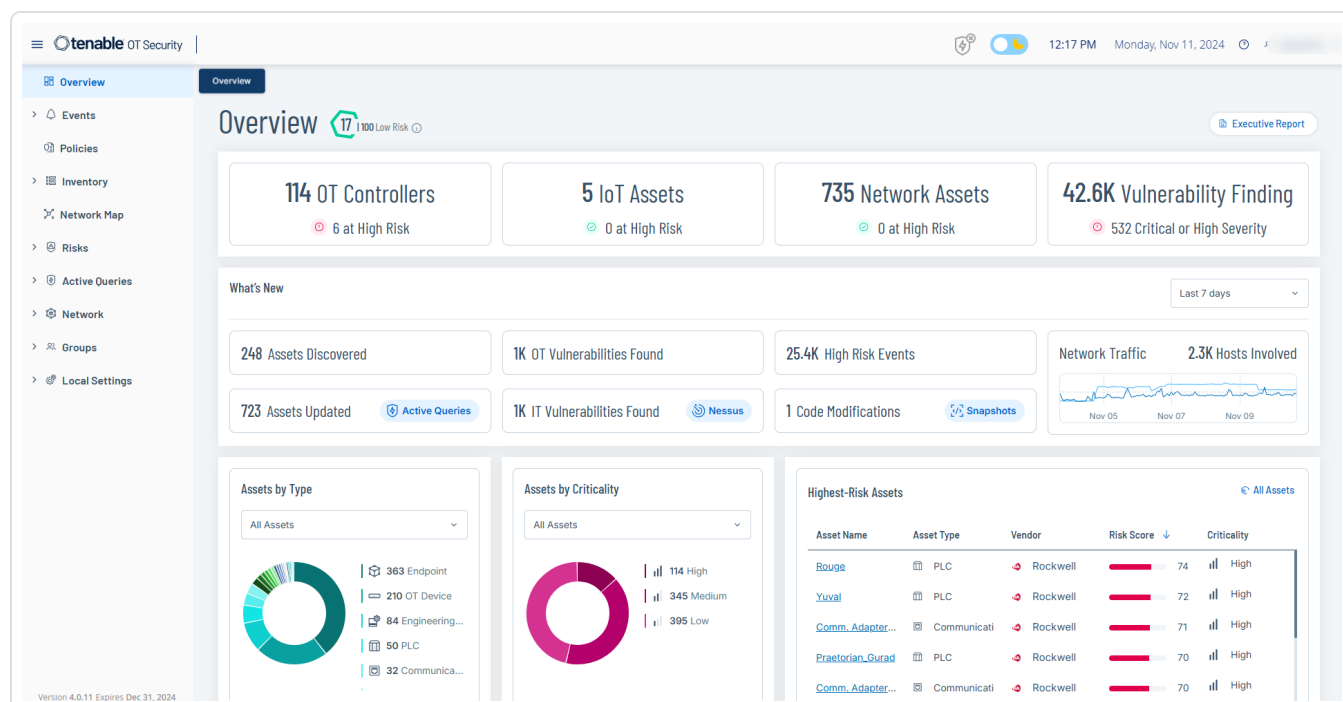 tenable OT Security
12:17 PM Monday, Nov 11, 2024
Overview
Events
Policies
Inventory
Network Map
Risks
Active Queries
Network
Groups
Local Settings
Version 4.0.11 Expires Dec 31, 2024
Overview
Overview 17 | 100 Low Risk
Executive Report
114 OT Controllers
6 at High Risk
5 IoT Assets
0 at High Risk
735 Network Assets
0 at High Risk
42.6K Vulnerability Finding
532 Critical or High Severity
What's New
Last 7 days
248 Assets Discovered
1K OT Vulnerabilities Found
25.4K High Risk Events
Network Traffic 2.3K Hosts Involved
Nov 05 Nov 07 Nov 09
723 Assets Updated Active Queries
1K IT Vulnerabilities Found Nessus
1 Code Modifications Snapshots
Assets by Type
All Assets
363 Endpoint
210 OT Device
84 Engineering...
50 PLC
32 Communica...
Assets by Criticality
All Assets
114 High
345 Medium
395 Low
Highest-Risk Assets All Assets
Asset Name Asset Type Vendor Risk Score Criticality
Rouge PLC Rockwell 74 High
Yuval PLC Rockwell 72 High
Comm. Adapter... Communicati Rockwell 71 High
Praetorian_Gurad PLC Rockwell 70 High
Comm. Adapter... Communicati Rockwell 70 High